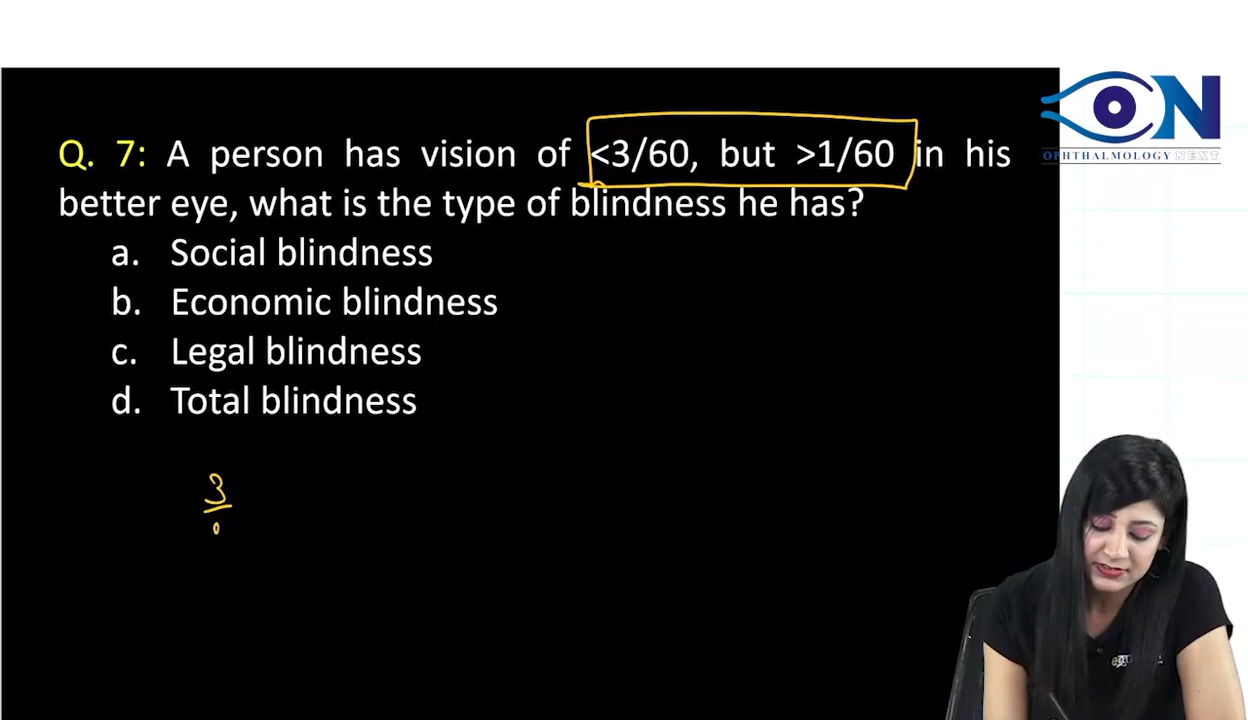 ON
OPHTHALMOLOGY NEXT
Q. 7: A person has vision of <3/60, but >1/60 in his
better eye, what is the type of blindness he has?
a. Social blindness
b. Economic blindness
c. Legal blindness
d. Total blindness
3